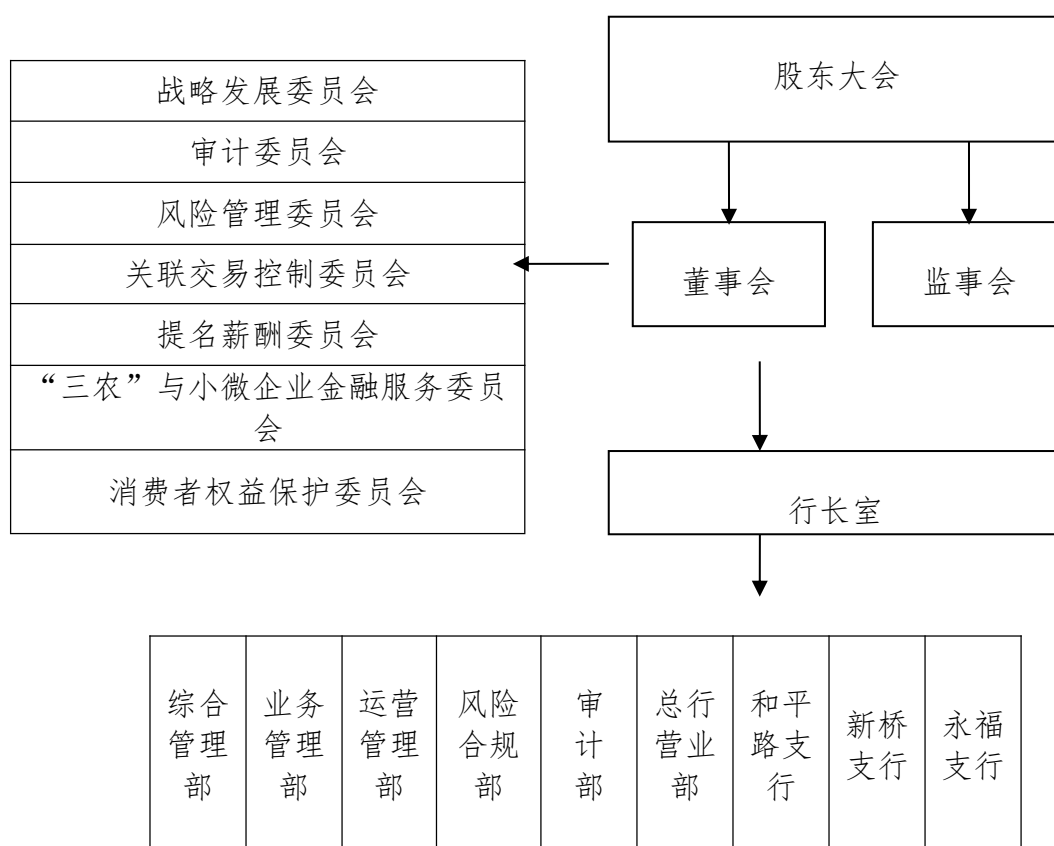 股东大会
战略发展委员会
审计委员会
风险管理委员会
关联交易控制委员会
提名薪酬委员会
“三农”与小微企业金融服务委员
会
消费者权益保护委员会
董事会
监事会
行长室
综合
管理
部
业务
管理
部
运营
管理
部
风险
合规
部
审
计
部
总行
营业
部
和平
路支
行
新桥
支行
永福
支行